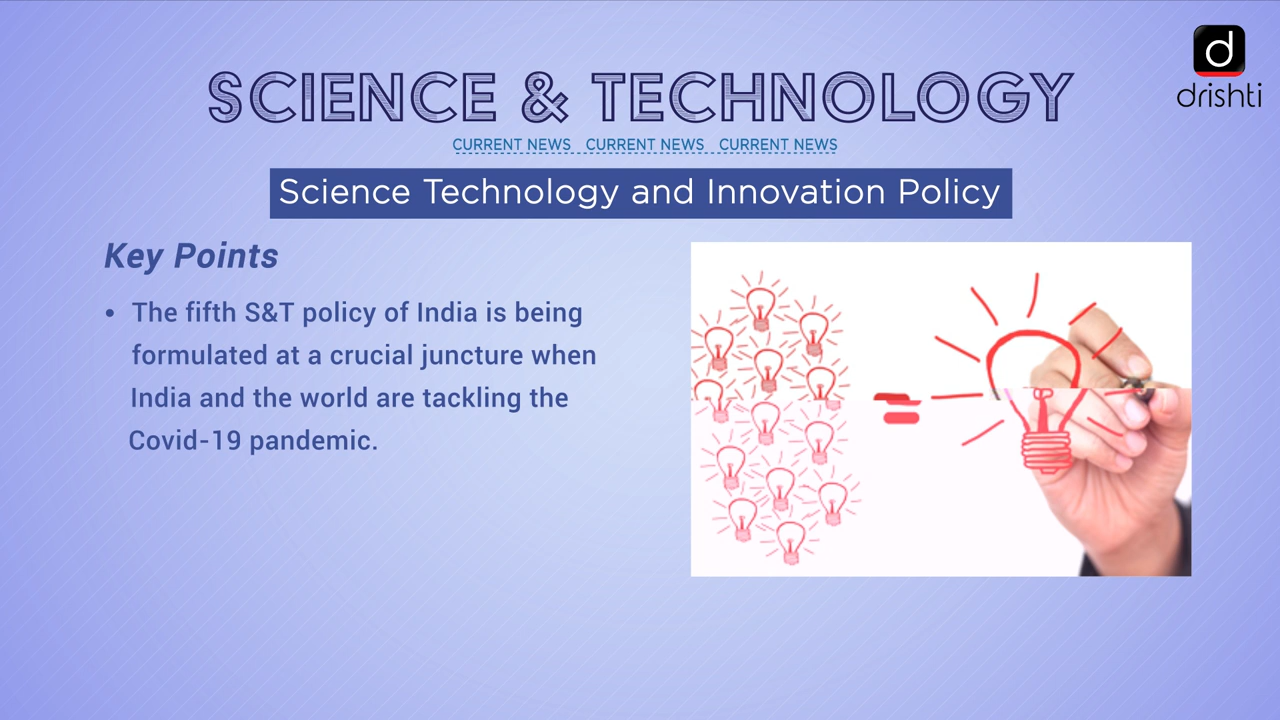 SCIENCE & TECHNOLOGY
drishti
CURRENT NEWS CURRENT NEWS CURRENT NEWS
Science Technology and Innovation Policy
Key Points
• The fifth S&T policy of India is being
formulated at a crucial juncture when
India and the world are tackling the
Covid-19 pandemic.